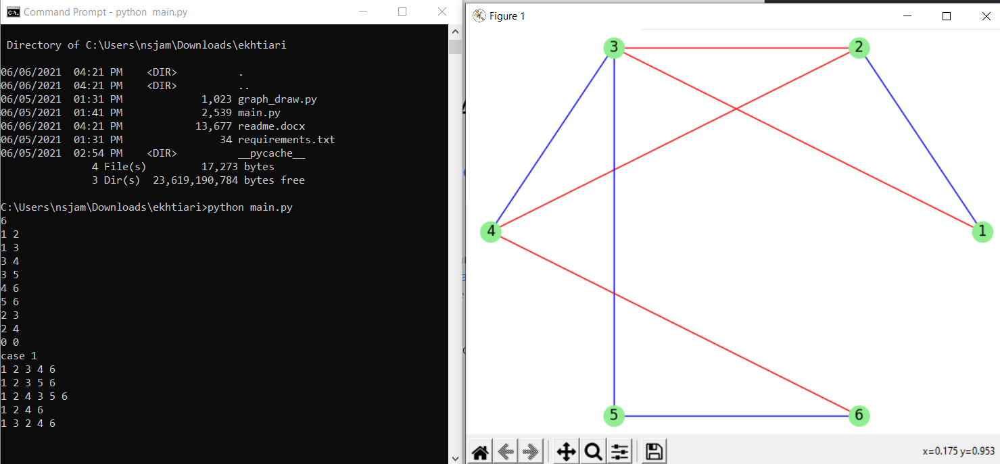 Command Prompt - python  main.py
 Directory of C:\Users\nsjam\Downloads\ekhtiari
06/06/2021  04:21 PM    <DIR>          .
06/06/2021  04:21 PM    <DIR>          ..
06/05/2021  01:31 PM             1,023 graph_draw.py
06/05/2021  01:41 PM             2,539 main.py
06/06/2021  04:21 PM            13,677 readme.docx
06/05/2021  01:31 PM                34 requirements.txt
06/05/2021  02:54 PM    <DIR>          __pycache__
               4 File(s)         17,273 bytes
               3 Dir(s)  23,619,190,784 bytes free
C:\Users\nsjam\Downloads\ekhtiari>python main.py
6
1 2
1 3
3 4
3 5
4 6
5 6
2 3
2 4
0 0
case 1
1 2 3 4 6
1 2 3 5 6
1 2 4 3 5 6
1 2 4 6
1 3 2 4 6
Figure 1
3 2
4 1
5 6
x=0.175 y=0.953